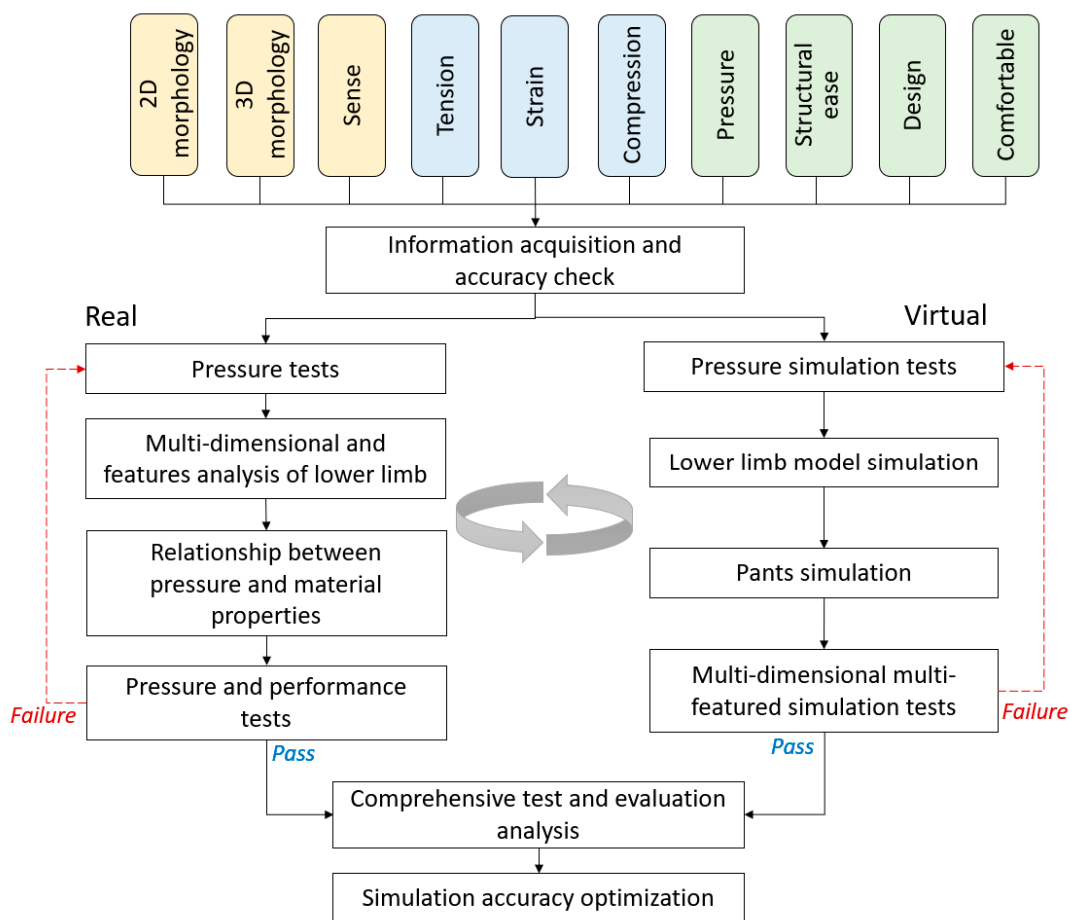 2D
morphology
3D
morphology
Sense
Tension
Strain
Compression
Pressure
Structural
ease
Design
Comfortable
Information acquisition and
accuracy check
Real
Virtual
Pressure tests
Pressure simulation tests
Multi-dimensional and
features analysis of lower limb
Lower limb model simulation
Relationship between
pressure and material
properties
Pants simulation
Pressure and performance
tests
Multi-dimensional multi-
featured simulation tests
Failure
Failure
Pass
Pass
Comprehensive test and evaluation
analysis
Simulation accuracy optimization